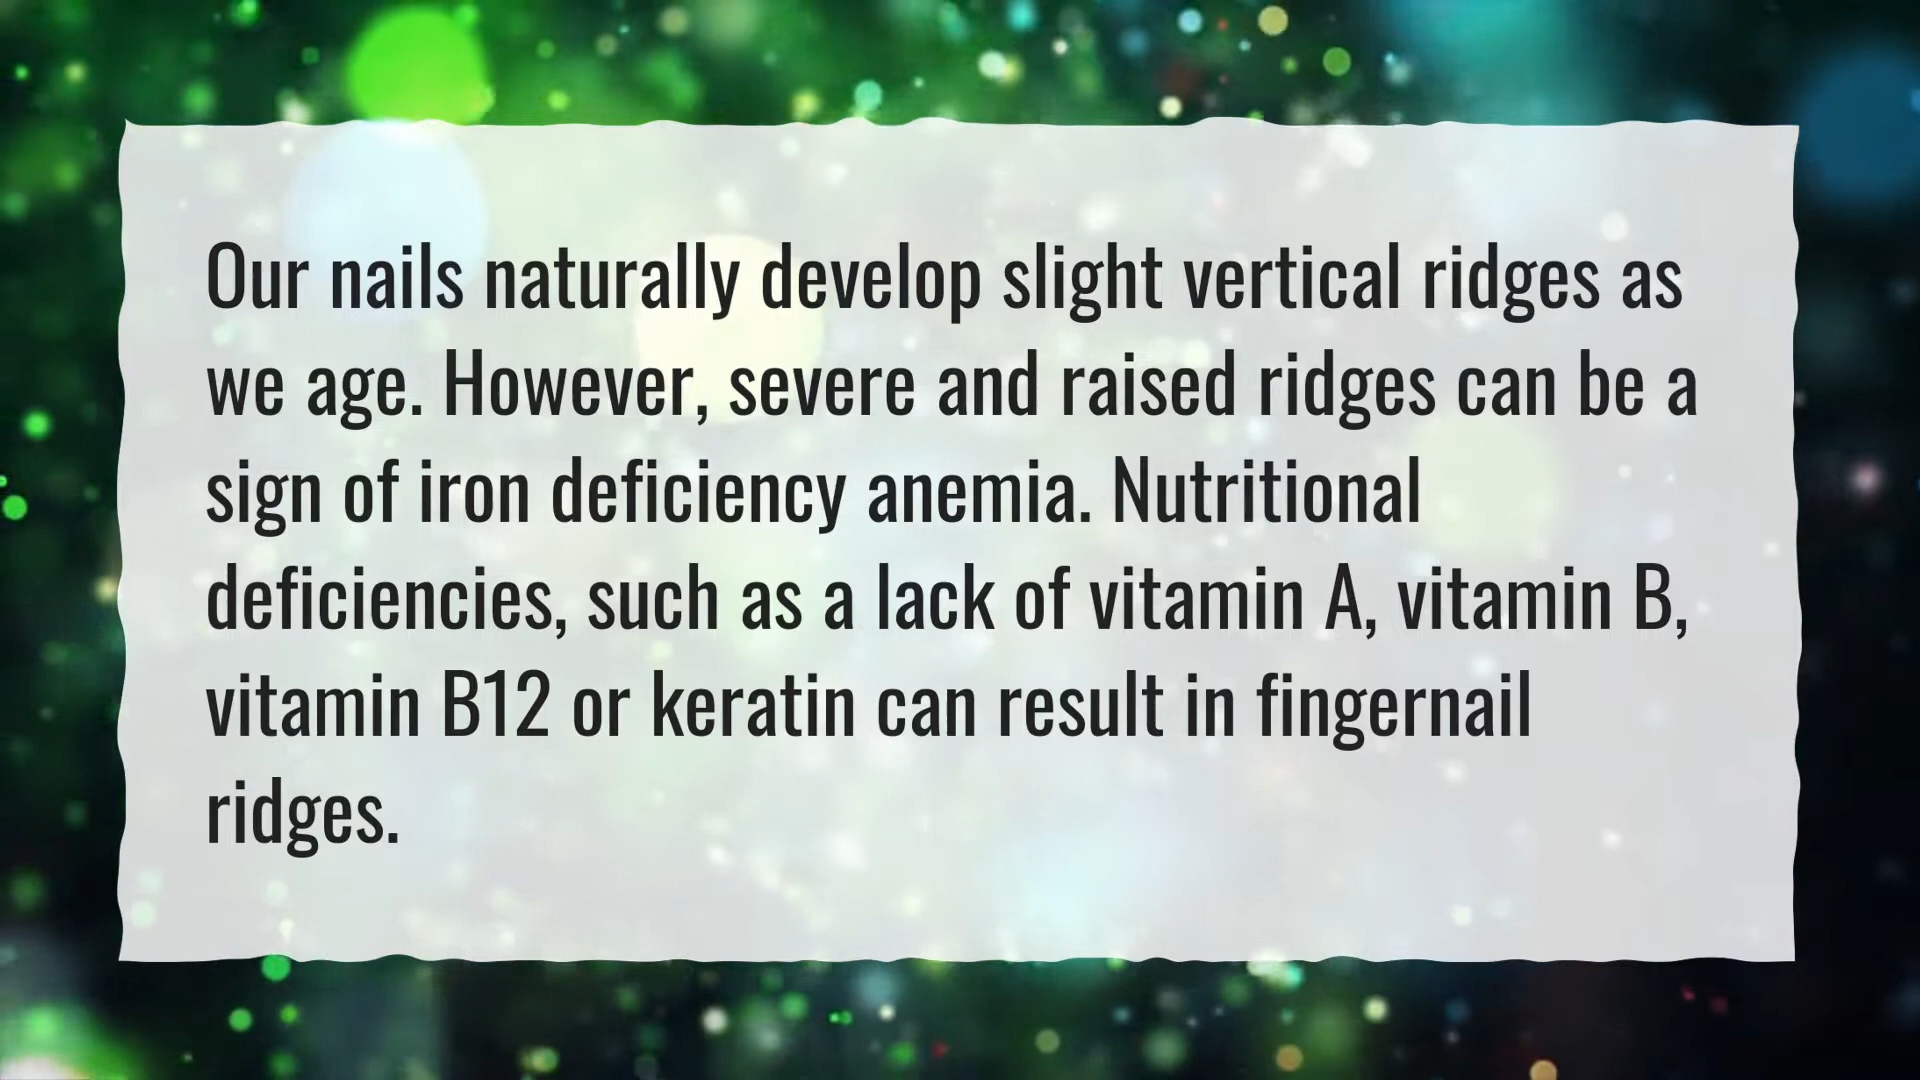 Our nails naturally develop slight vertical ridges as
we age. However, severe and raised ridges can be a
sign of iron deficiency anemia. Nutritional
deficiencies, such as a lack of vitamin A, vitamin B,
vitamin B12 or keratin can result in fingernail
ridges.